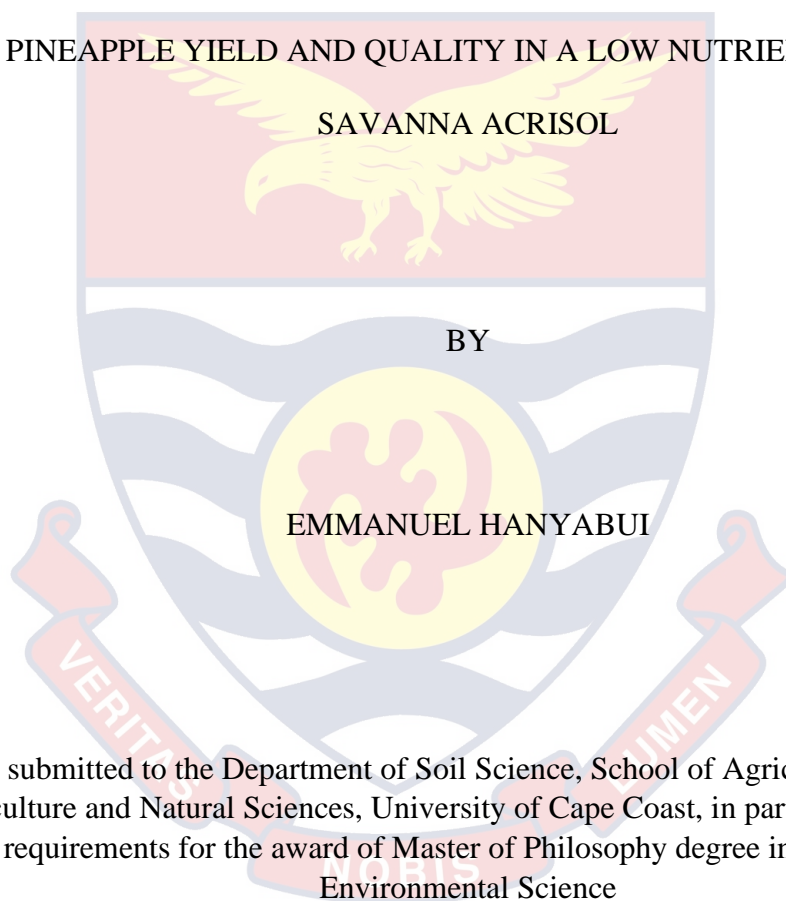 PINEAPPLE YIELD AND QUALITY IN A LOW
SAVANNA ACRISOL
BY
EMMANUEL HANYABUI
VERITAS
LUMEN
submitted to the Department of Soil Science, School of
and Natural Sciences, University of Cape Coast, in
requirements for the award of Master of Philosophy degree in
NOBIS
Environmental Science